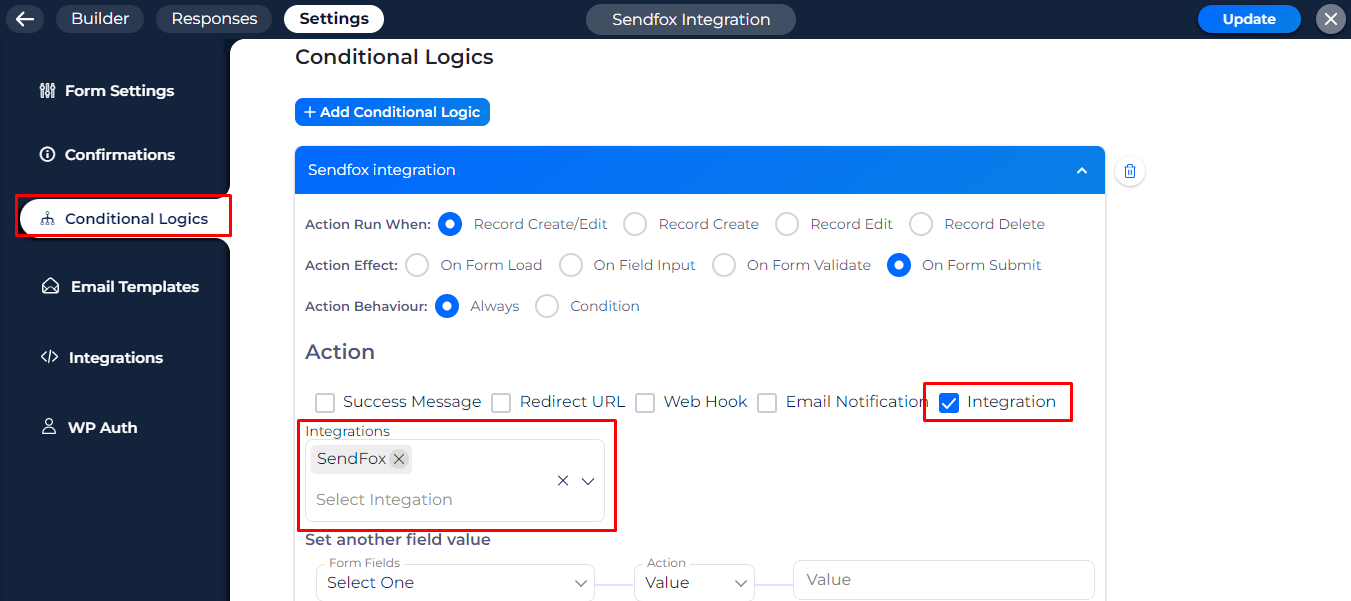 Builder
Responses
Settings
Sendfox Integration
Update
Form Settings
Confirmations
Conditional Logics
Email Templates
Integrations
WP Auth
Conditional Logics
+ Add Conditional Logic
Sendfox integration
Action Run When: Record Create/Edit Record Create Record Edit Record Delete
Action Effect: On Form Load On Field Input On Form Validate On Form Submit
Action Behaviour: Always Condition
Action
Success Message Redirect URL Web Hook Email Notification Integration
Integrations
SendFox
Select Integation
Set another field value
Form Fields
Select One
Action
Value
Value